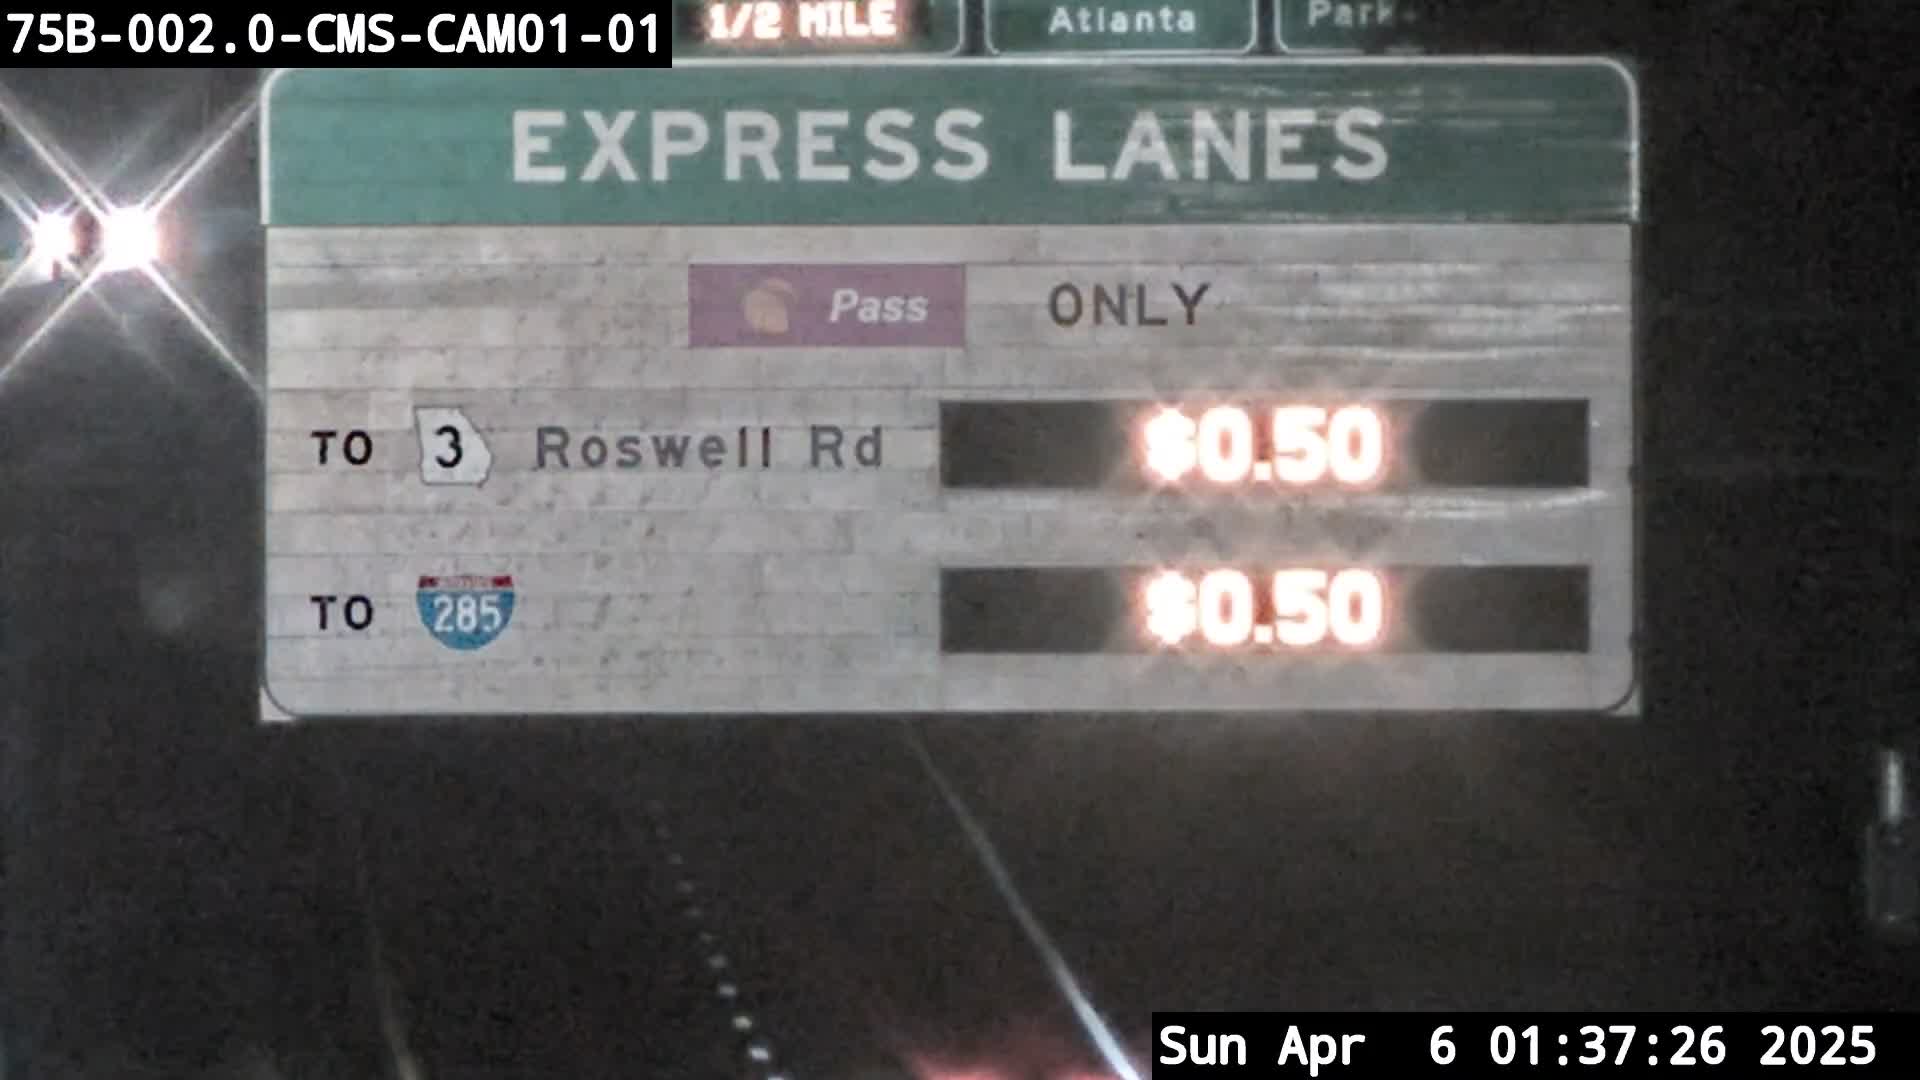 75B-002.0-CMS-CAM01-01
1/2 MILE
Atlanta
Park
EXPRESS LANES
Pass ONLY
TO 3 Roswell Rd $0.50
TO 285 $0.50
Sun Apr 6 01:37:26 2025